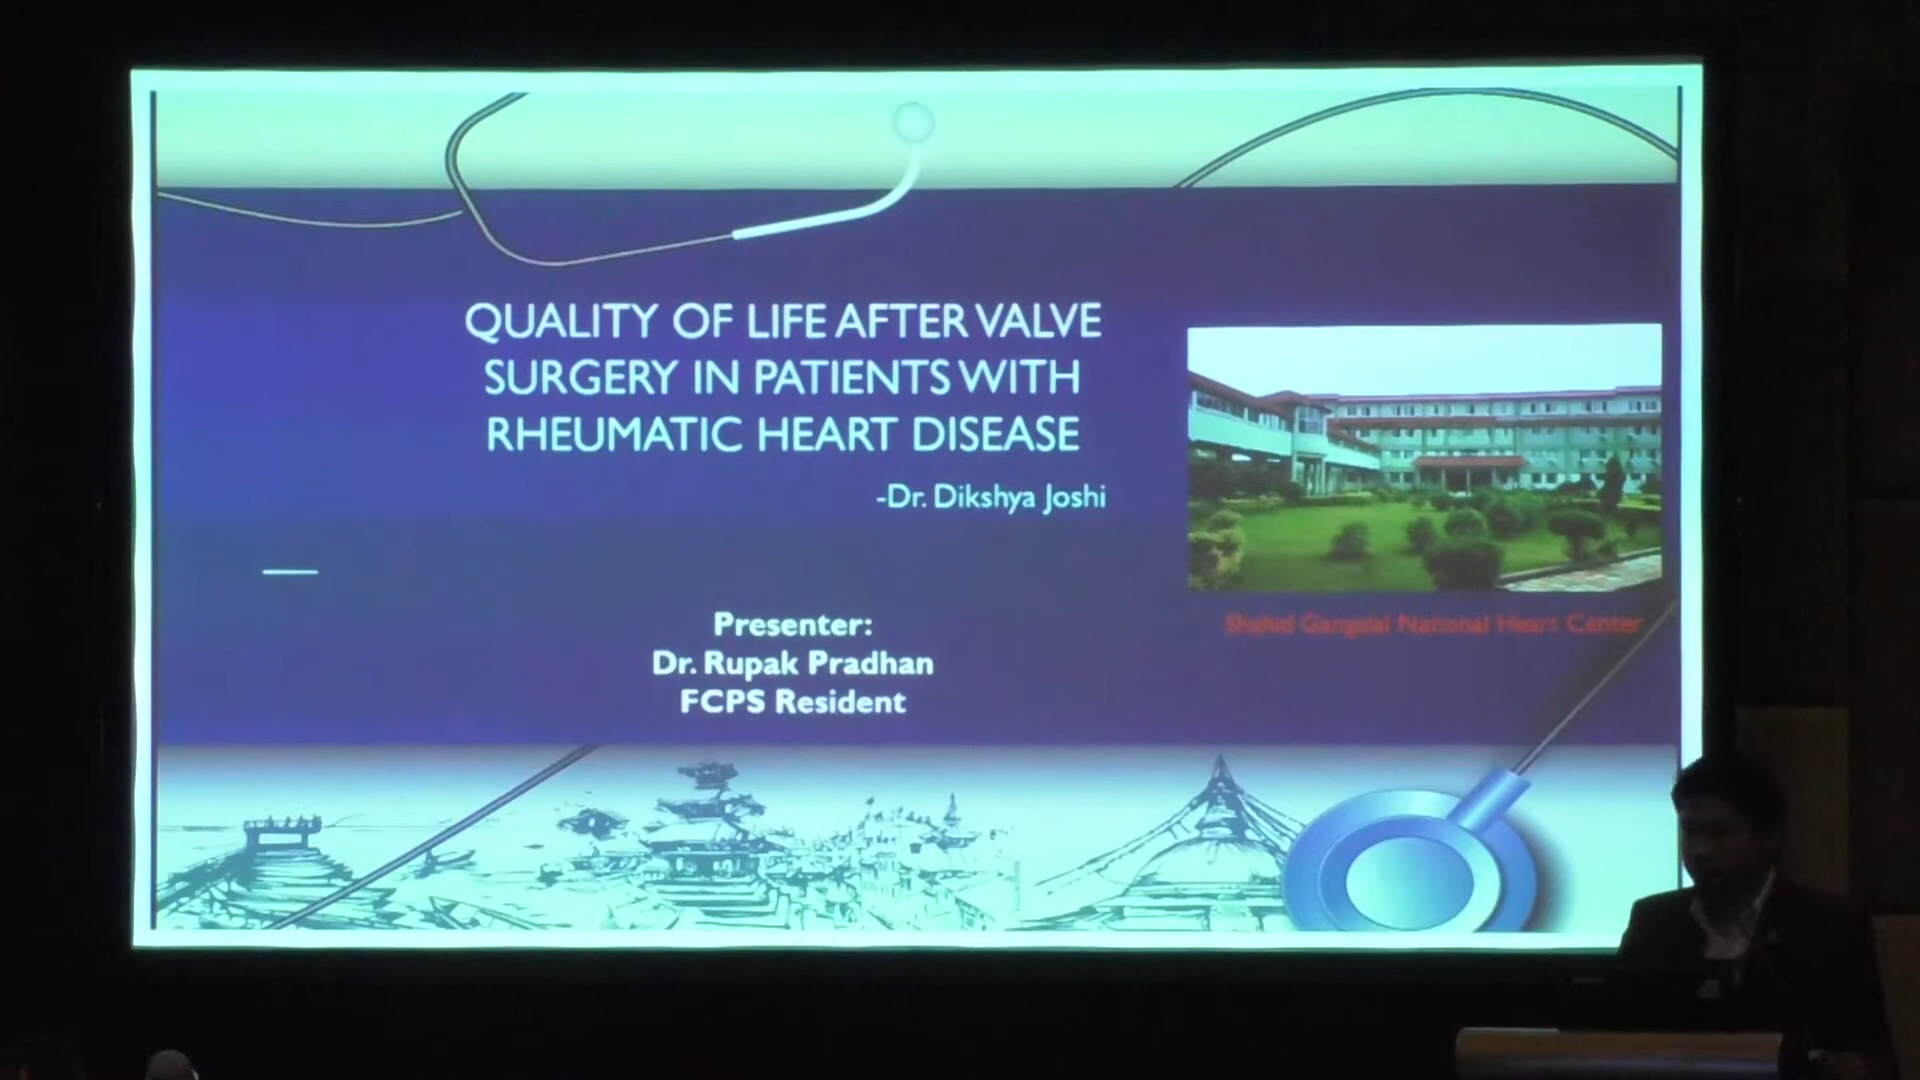 QUALITY OF LIFE AFTER VALVE
SURGERY IN PATIENTS WITH
RHEUMATIC HEART DISEASE
-Dr. Dikshya Joshi
Shahid Gangalal National Heart Center
Presenter:
Dr. Rupak Pradhan
FCPS Resident